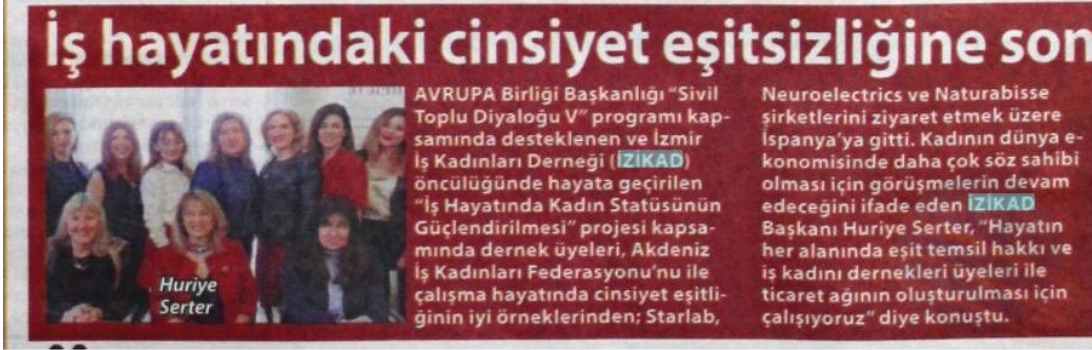 İş hayatındaki cinsiyet eşitsizliğine son
Huriye
Serter
AVRUPA Birliği Başkanlığı "Sivil
Toplu Diyaloğu V" programı kap-
samında desteklenen ve İzmir
İş Kadınları Derneği (İZİKAD)
öncülüğünde hayata geçirilen
"İş Hayatında Kadın Statüsünün
Güçlendirilmesi" projesi kapsa-
mında dernek üyeleri, Akdeniz
İş Kadınları Federasyonu'nu ile
çalışma hayatında cinsiyet eşitli-
ğinin iyi örneklerinden; Starlab,
Neuroelectrics ve Naturabisse
şirketlerini ziyaret etmek üzere
İspanya'ya gitti. Kadının dünya e-
konomisinde daha çok söz sahibi
olması için görüşmelerin devam
edeceğini ifade eden İZİKAD
Başkanı Huriye Serter, "Hayatın
her alanında eşit temsil hakkı ve
iş kadını dernekleri üyeleri ile
ticaret ağının oluşturulması için
çalışıyoruz" diye konuştu.